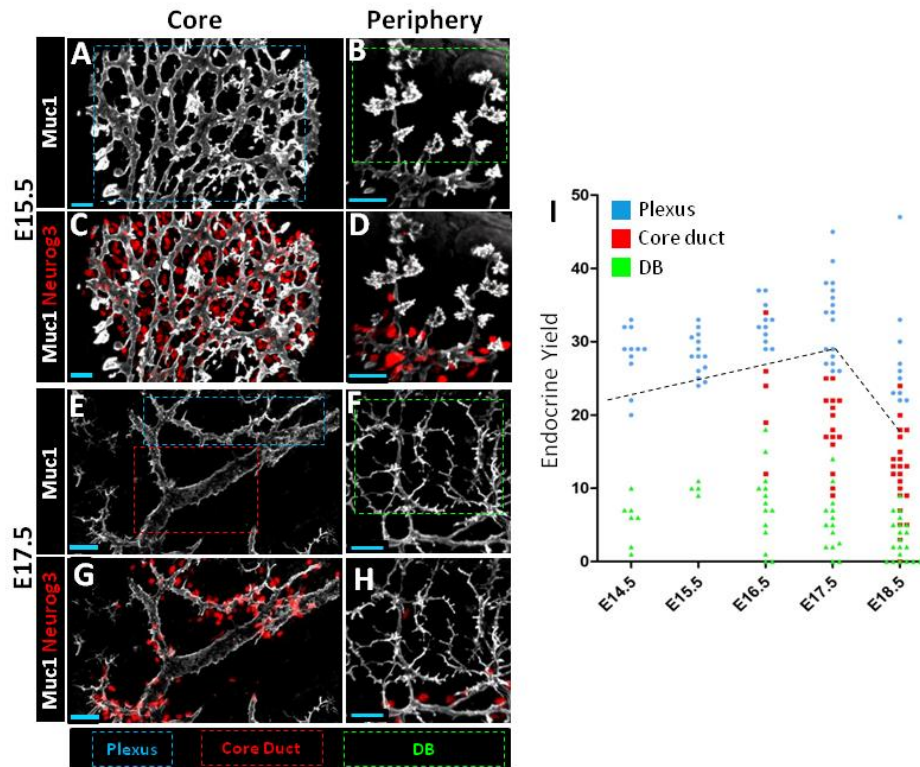 Core
Periphery
E15.5
Muc1
A
B
Muc1 Neurog3
C
D
E17.5
Muc1
E
F
Muc1 Neurog3
G
H
Plexus
Core Duct
DB
I
Plexus
Core duct
DB
Endocrine Yield
50
40
30
20
10
0
E14.5
E15.5
E16.5
E17.5
E18.5